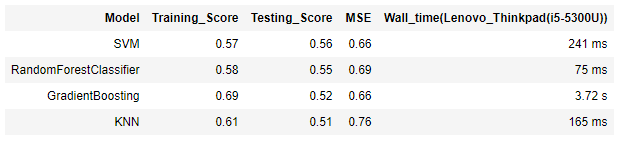 Model Training_Score Testing_Score MSE Wall_time(Lenovo_Thinkpad(i5-5300U))
SVM 0.57 0.56 0.66 241 ms
RandomForestClassifier 0.58 0.55 0.69 75 ms
GradientBoosting 0.69 0.52 0.66 3.72 s
KNN 0.61 0.51 0.76 165 ms